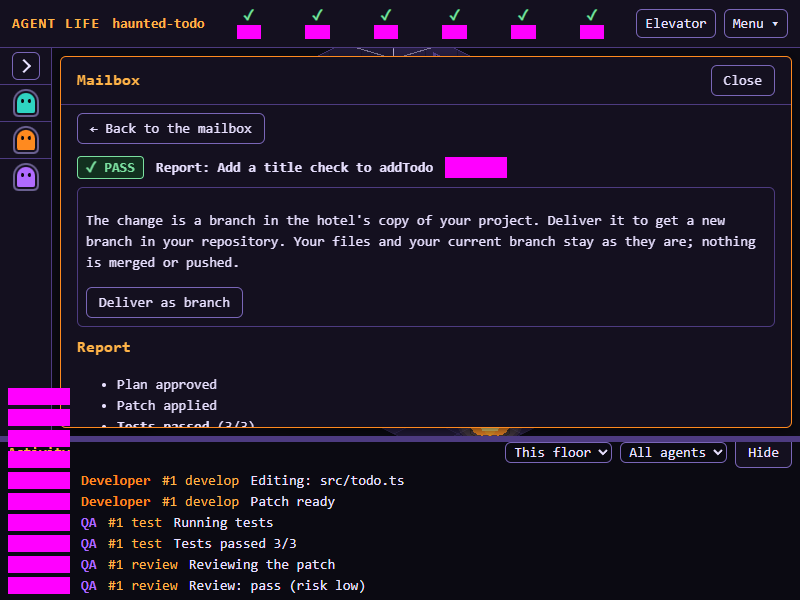 AGENT LIFE haunted-todo ✓ ✓ ✓ ✓ ✓ ✓ Elevator Menu ▾
Mailbox Close
← Back to the mailbox
✓ PASS Report: Add a title check to addTodo
The change is a branch in the hotel's copy of your project. Deliver it to get a new
branch in your repository. Your files and your current branch stay as they are; nothing
is merged or pushed.
Deliver as branch
Report
• Plan approved
• Patch applied
• Tests passed (3/3)
Activity This floor All agents Hide
Developer #1 develop Editing: src/todo.ts
Developer #1 develop Patch ready
QA #1 test Running tests
QA #1 test Tests passed 3/3
QA #1 review Reviewing the patch
QA #1 review Review: pass (risk low)